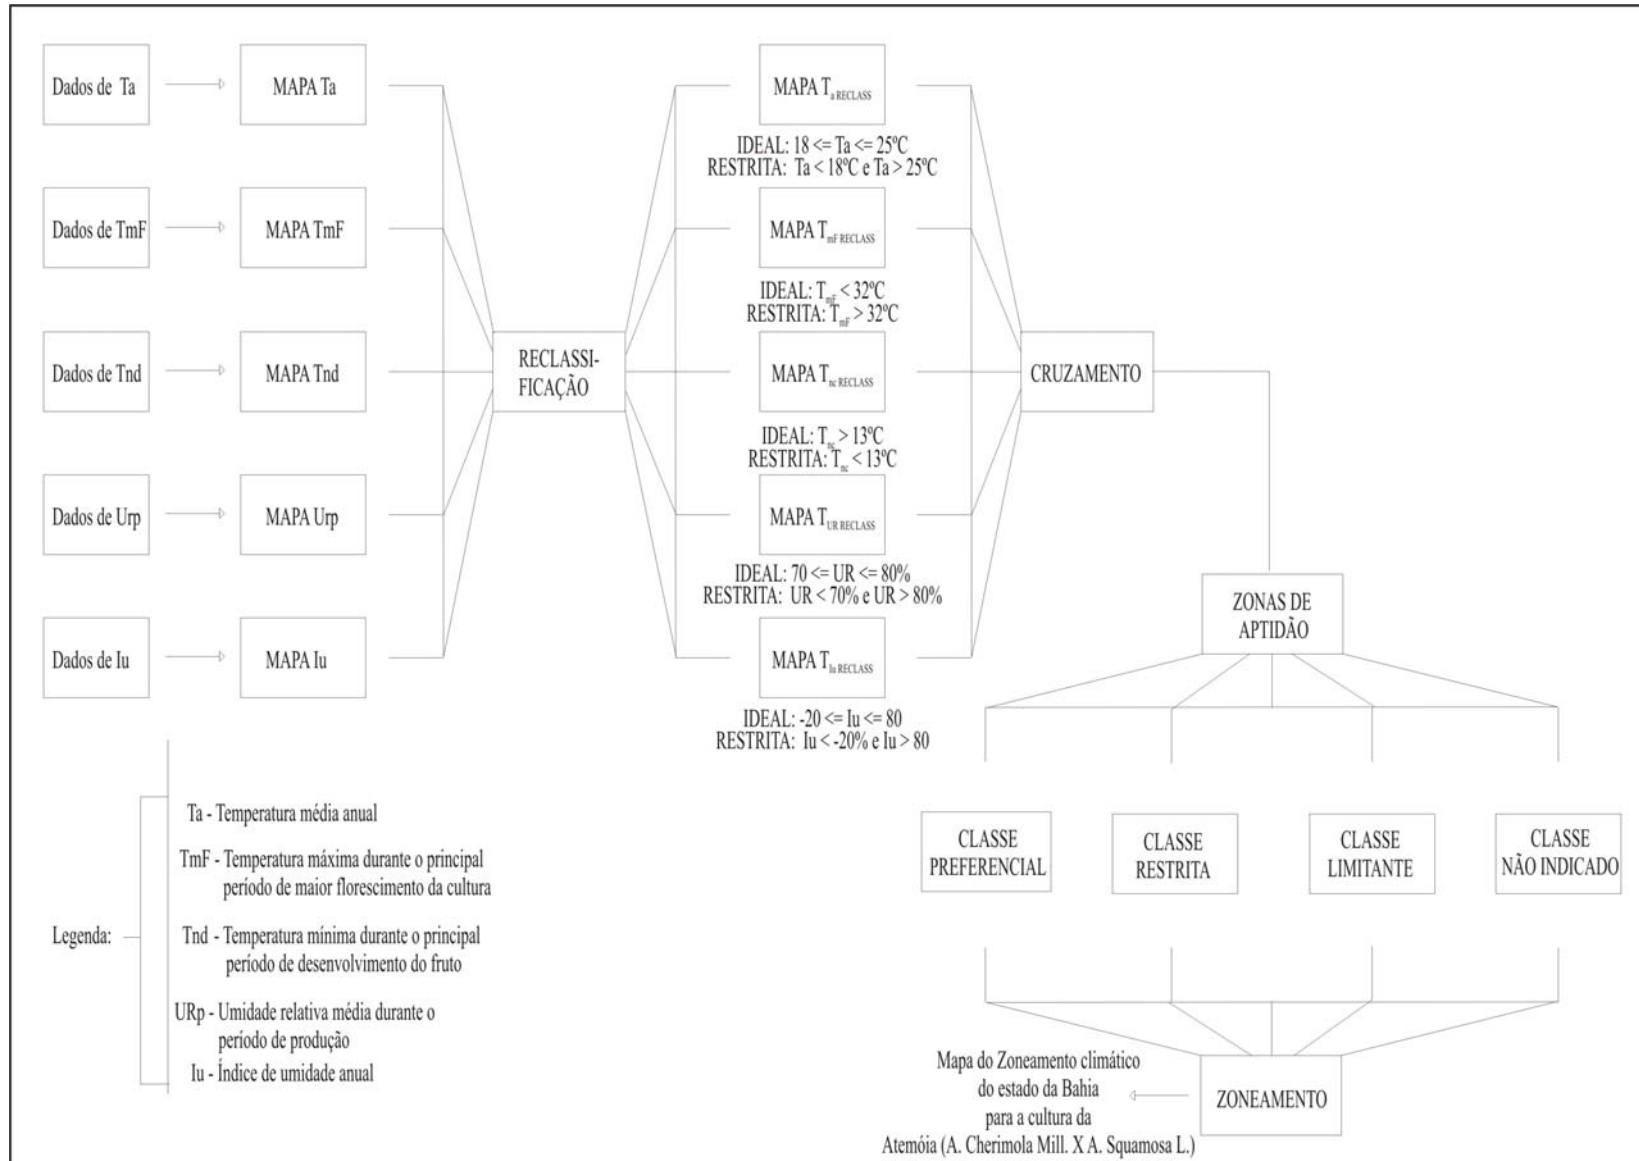 Dados de Ta
MAPA Ta
MAPA Ta RECLASS
IDEAL: 18 <= Ta <= 25ºC
RESTRITA: Ta < 18ºC e Ta > 25ºC
Dados de TmF
MAPA TmF
MAPA TmF RECLASS
IDEAL: TmF < 32ºC
RESTRITA: TmF > 32ºC
Dados de Tnd
MAPA Tnd
RECLASSI-
FICAÇÃO
MAPA Tnc RECLASS
CRUZAMENTO
IDEAL: Tnc > 13ºC
RESTRITA: Tnc < 13ºC
Dados de Urp
MAPA Urp
MAPA TUR RECLASS
IDEAL: 70 <= UR <= 80%
RESTRITA: UR < 70% e UR > 80%
ZONAS DE
APTIDÃO
Dados de Iu
MAPA Iu
MAPA TIu RECLASS
IDEAL: -20 <= Iu <= 80
RESTRITA: Iu < -20% e Iu > 80
CLASSE
PREFERENCIAL
CLASSE
RESTRITA
CLASSE
LIMITANTE
CLASSE
NÃO INDICADO
Legenda:
Ta - Temperatura média anual
TmF - Temperatura máxima durante o principal
período de maior florescimento da cultura
Tnd - Temperatura mínima durante o principal
período de desenvolvimento do fruto
URp - Umidade relativa média durante o
período de produção
Iu - Índice de umidade anual
ZONEAMENTO
Mapa do Zoneamento climático
do estado da Bahia
para a cultura da
Atemóia (A. Cherimola Mill. X A. Squamosa L.)